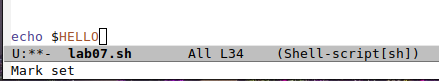 echo $HELLO
U:**-  lab07.sh       All L34    (Shell-script[sh])
Mark set